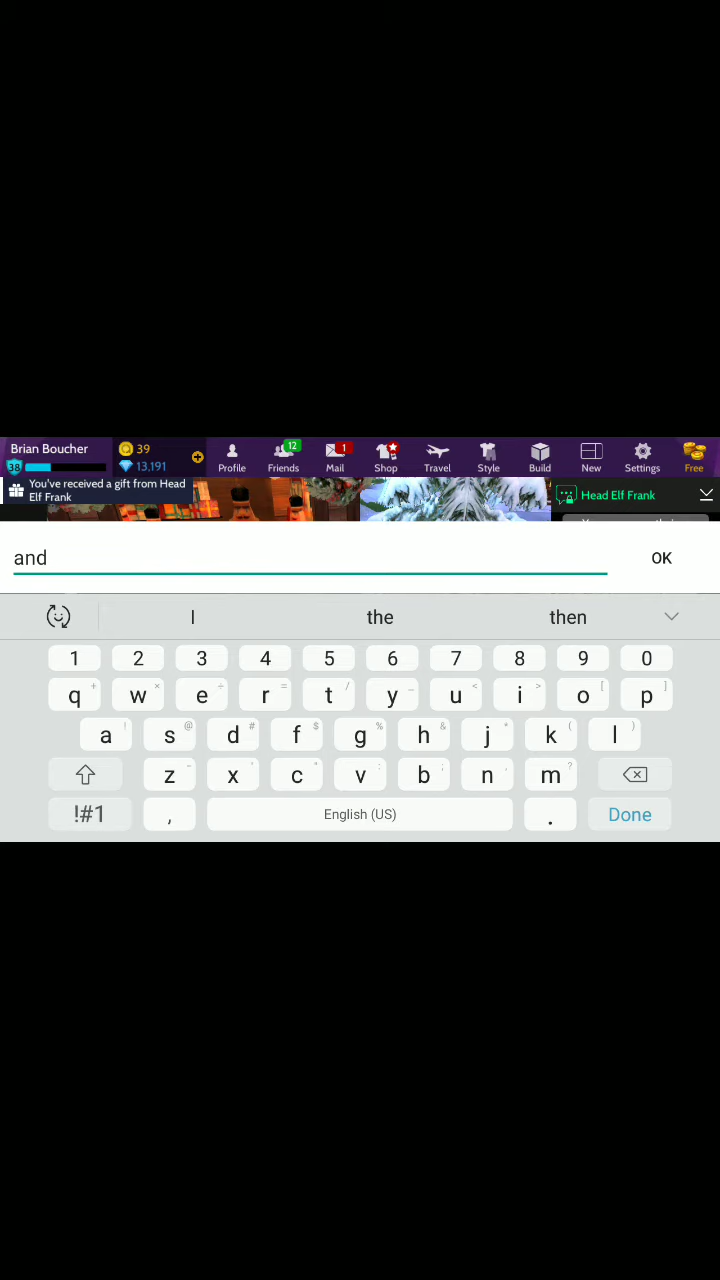 Brian Boucher
38
39
13,191
Profile
12
Friends
1
Mail
Shop
Travel
Style
Build
New
Settings
Free
You've received a gift from Head
Elf Frank
Head Elf Frank
and
OK
I the then
1 2 3 4 5 6 7 8 9 0
q + w × e ÷ r = t / y _ u < i > o [ p ]
a ! s @ d # f $ g % h & j * k ( l )
z - x ' c " v : b ; n , m ?
!#1 , English (US) . Done